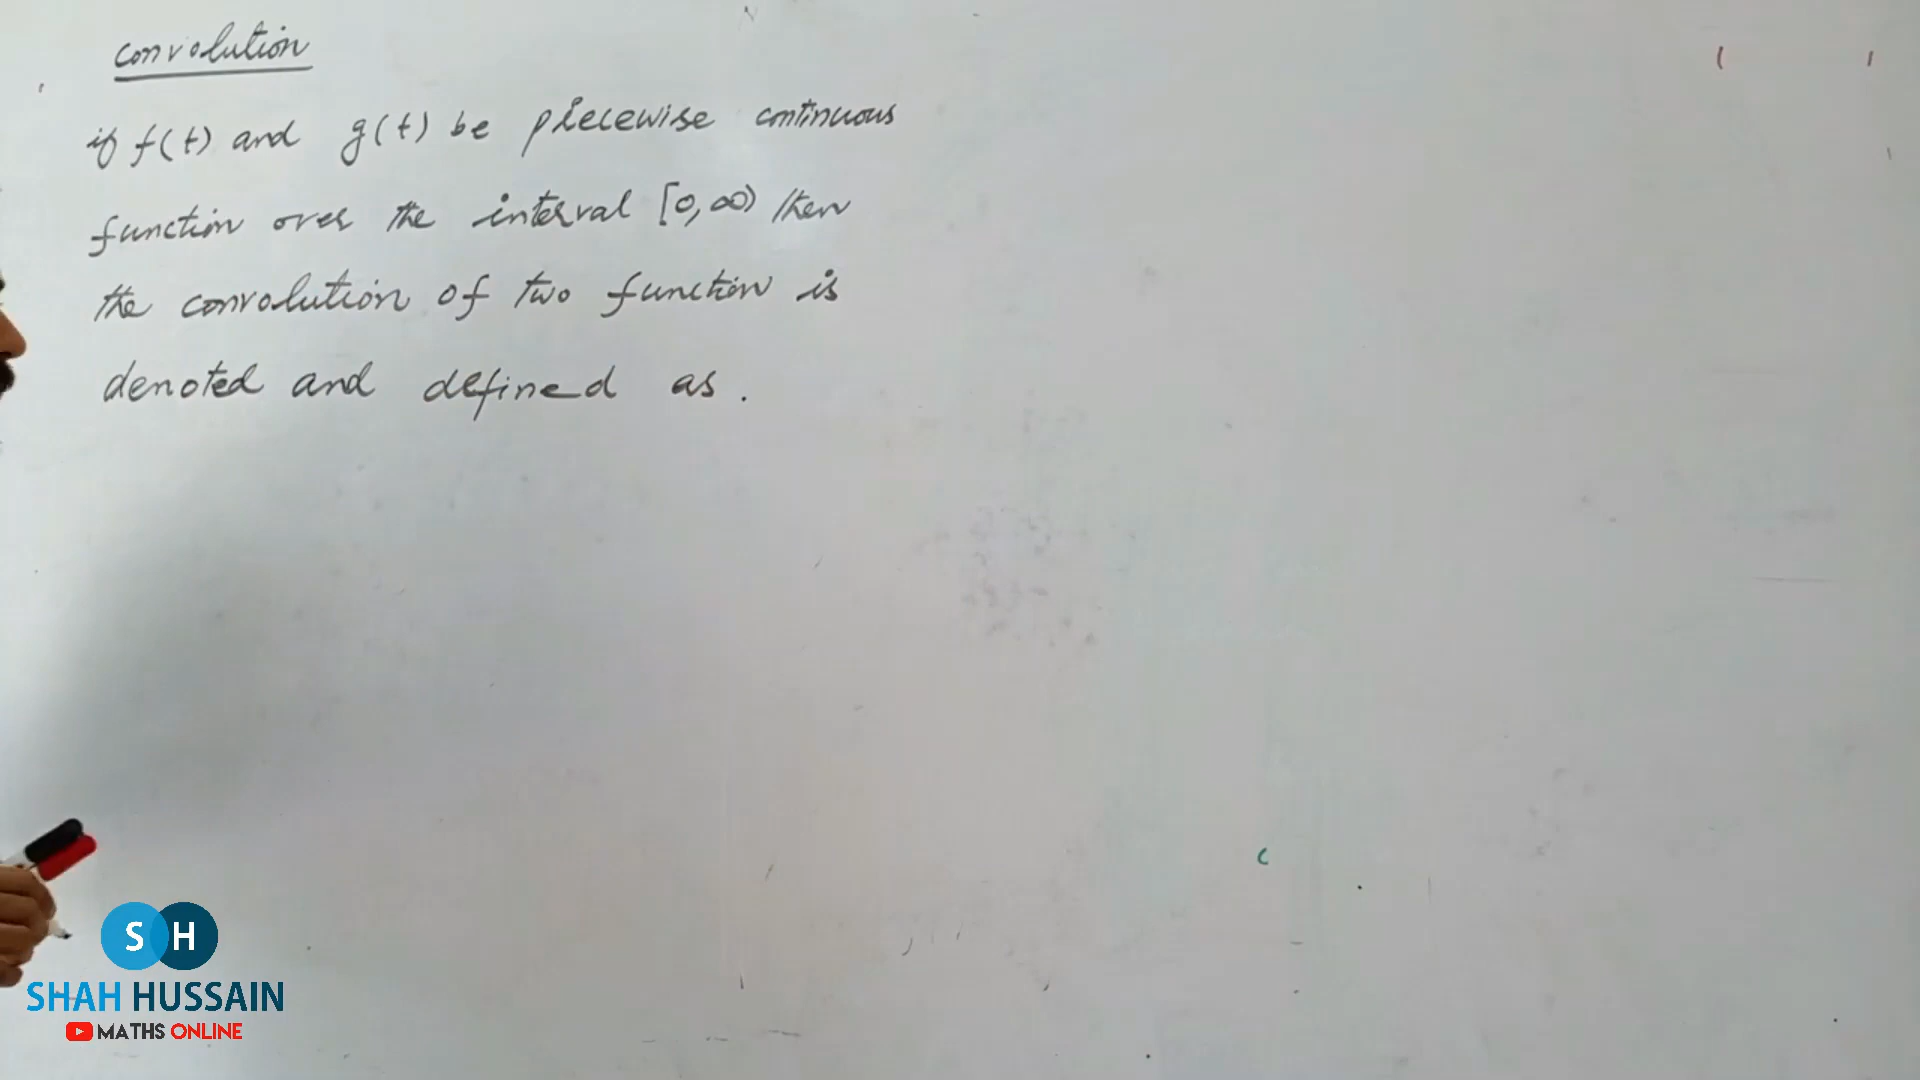 convolution
if f(t) and g(t) be piecewise continuous
function over the interval [0,∞) then
the convolution of two function is
denoted and defined as.
S H
SHAH HUSSAIN
MATHS ONLINE